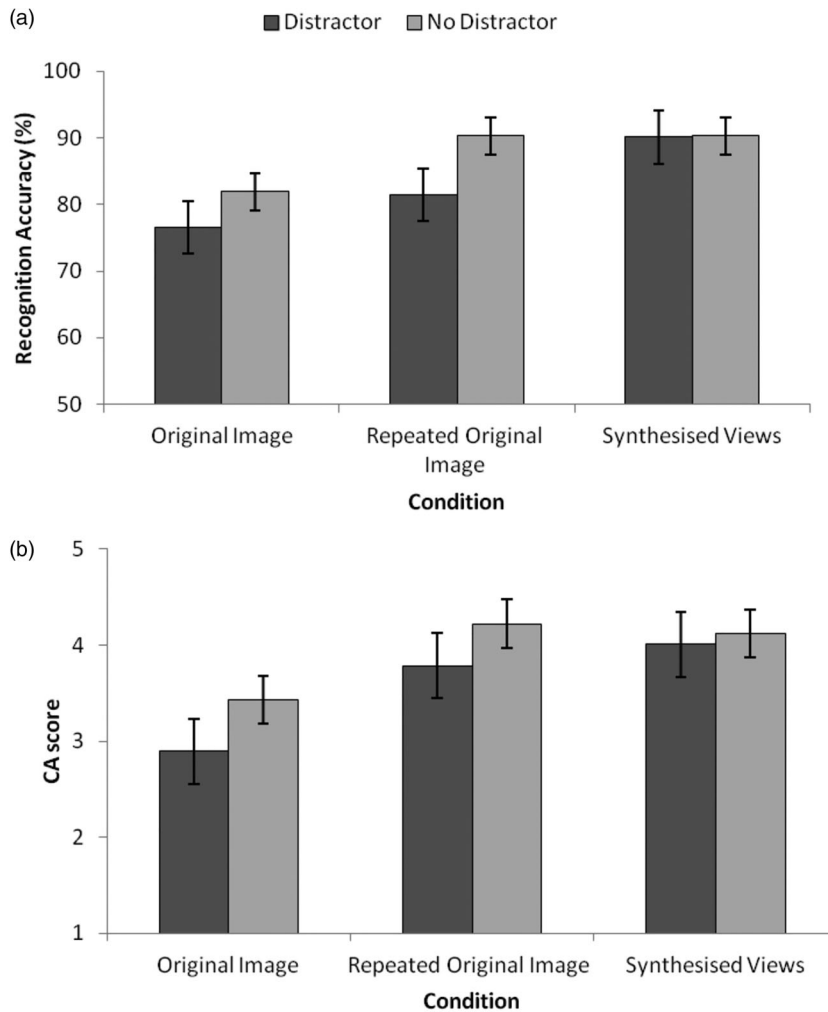 (a)
Distractor No Distractor
Recognition Accuracy (%)
100
90
80
70
60
50
Original Image
Repeated Original
Image
Synthesised Views
Condition
(b)
CA score
5
4
3
2
1
Original Image
Repeated Original Image
Synthesised Views
Condition